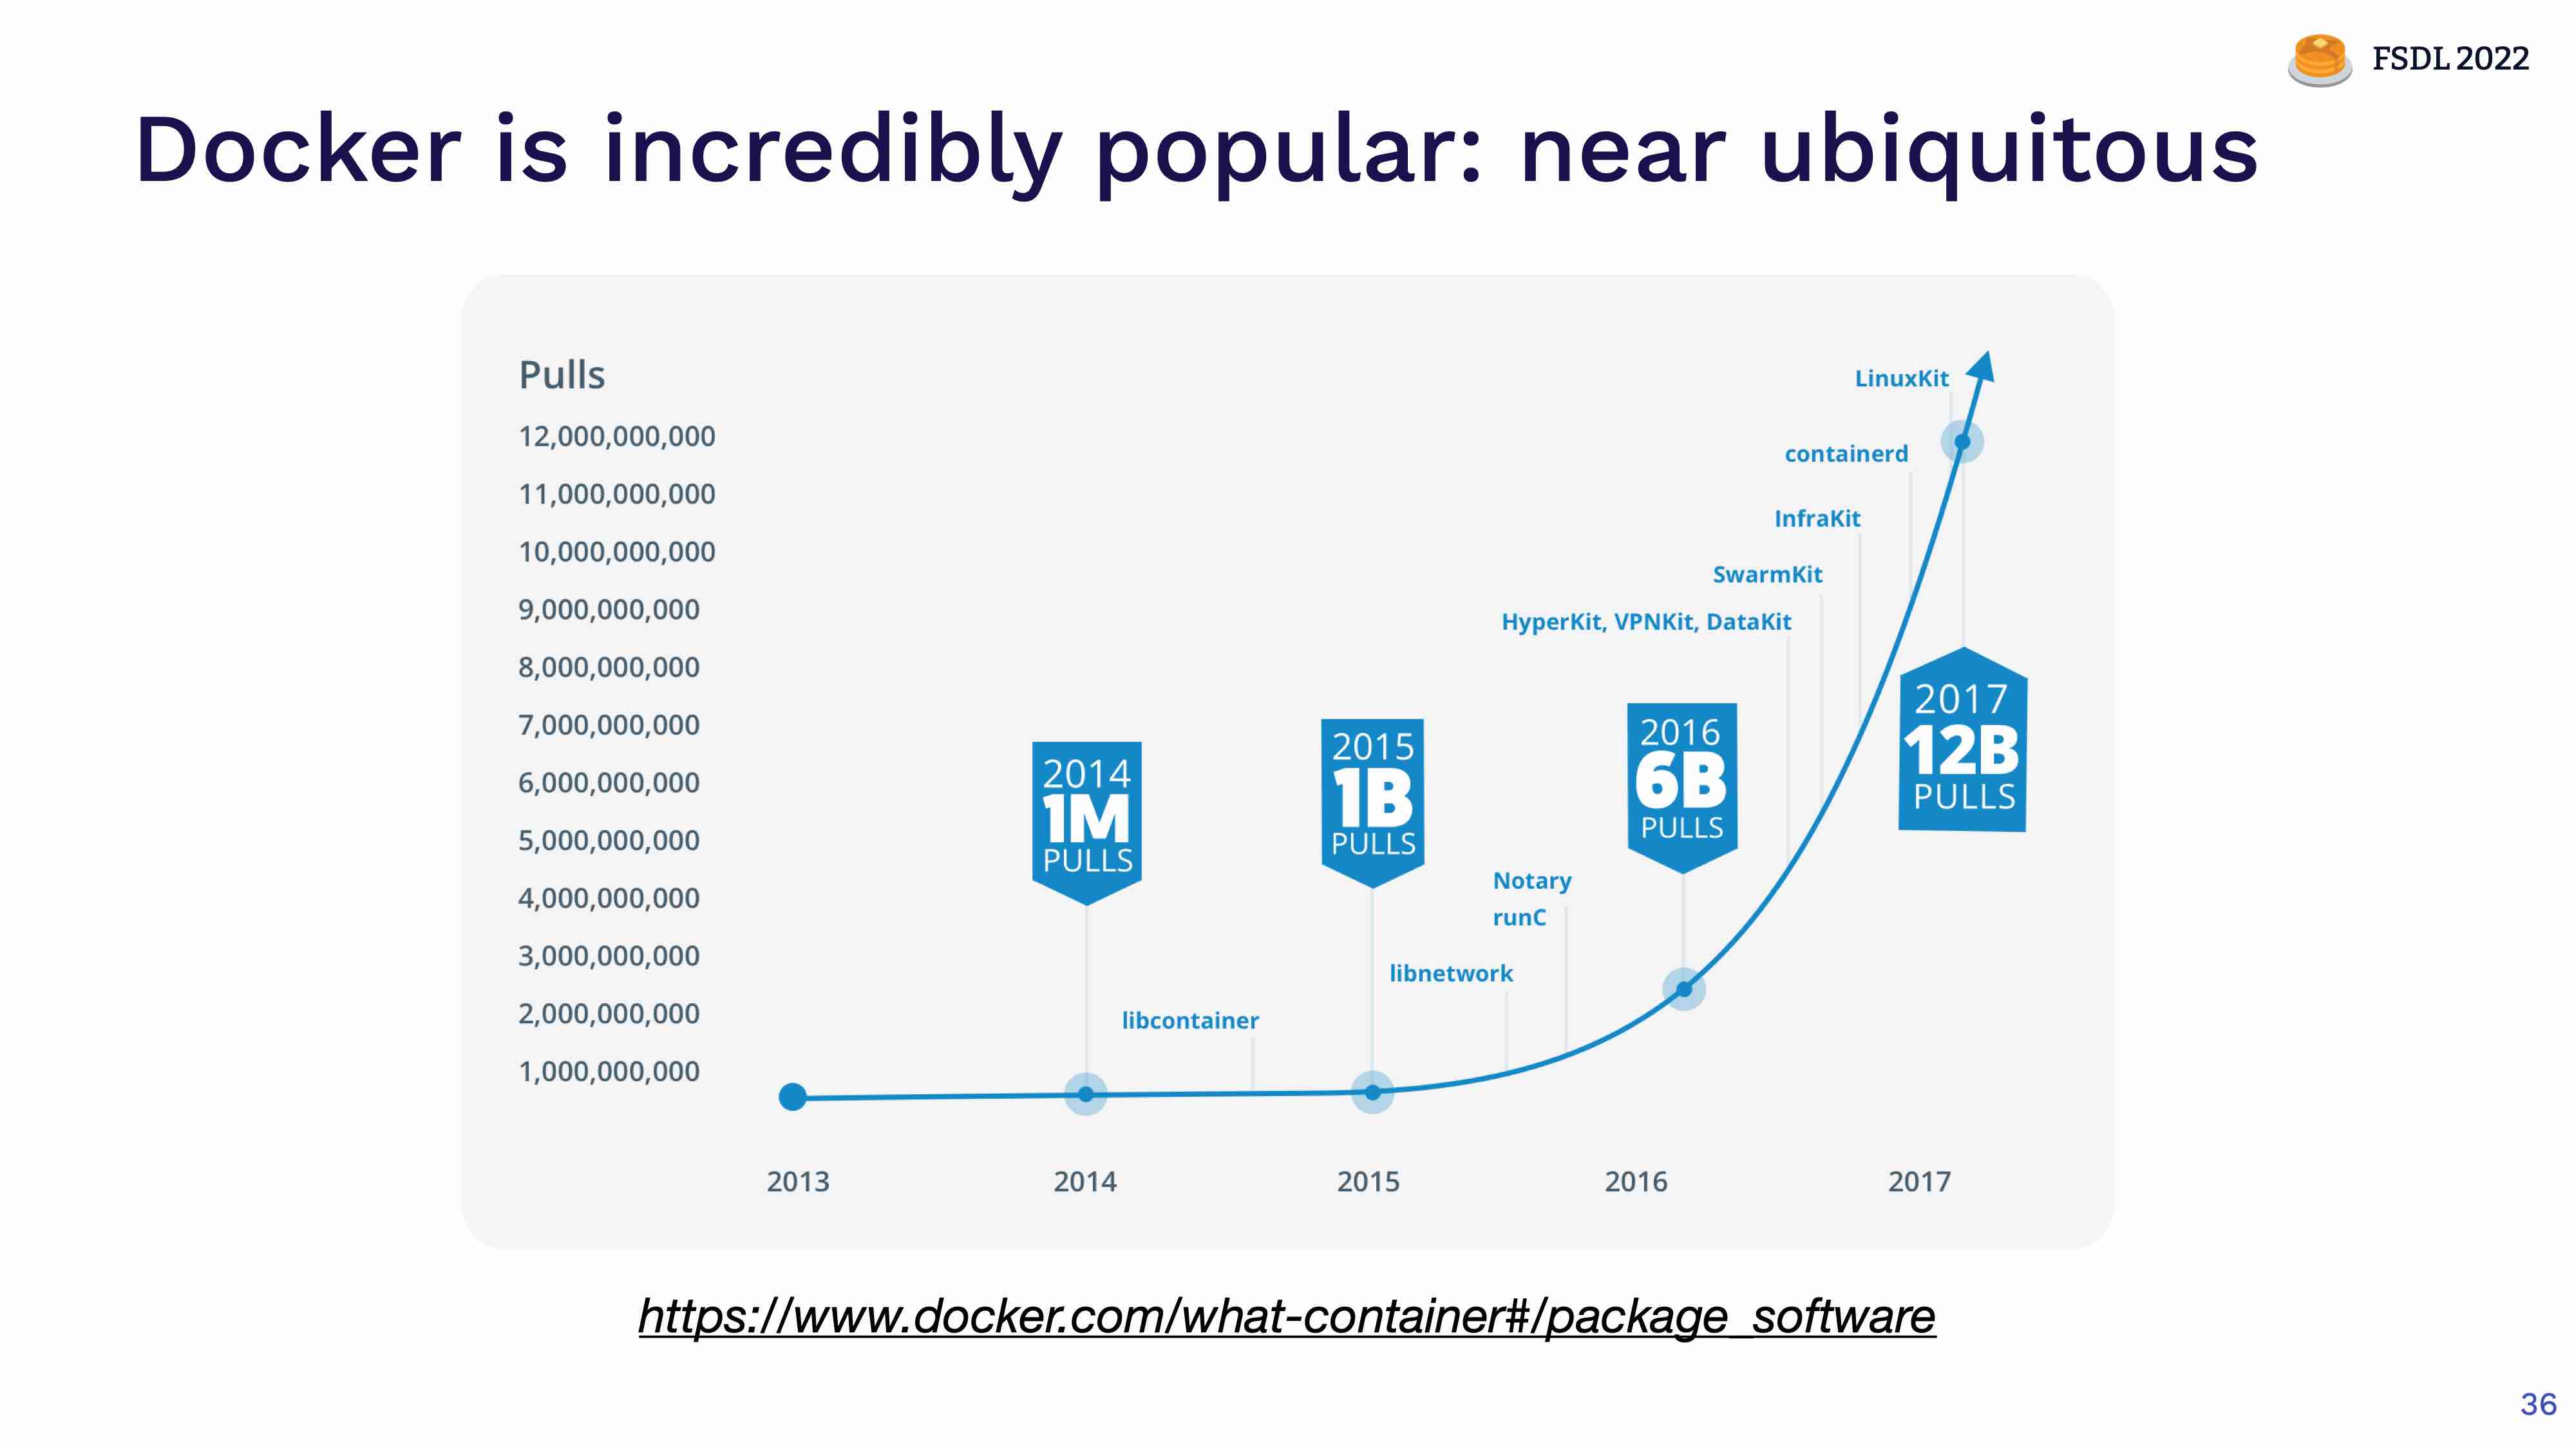 FSDL 2022
Docker is incredibly popular: near ubiquitous
Pulls
12,000,000,000
11,000,000,000
10,000,000,000
9,000,000,000
8,000,000,000
7,000,000,000
6,000,000,000
5,000,000,000
4,000,000,000
3,000,000,000
2,000,000,000
1,000,000,000
2014
1M
PULLS
libcontainer
2015
1B
PULLS
libnetwork
Notary
runC
2016
6B
PULLS
HyperKit, VPNKit, DataKit
SwarmKit
InfraKit
containerd
LinuxKit
2017
12B
PULLS
2013
2014
2015
2016
2017
https://www.docker.com/what-container#/package_software
36